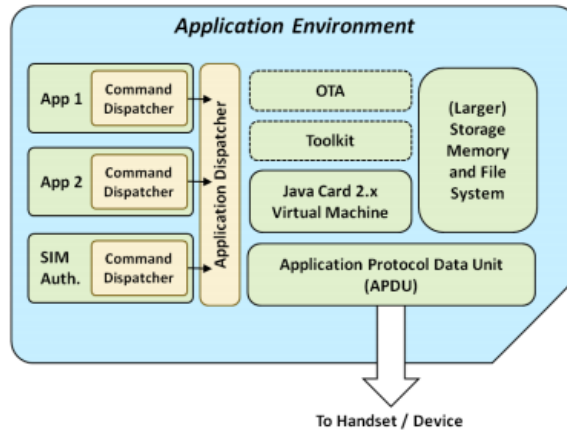 Application Environment
App 1
Command
Dispatcher
App 2
Command
Dispatcher
SIM
Auth.
Command
Dispatcher
Application Dispatcher
OTA
Toolkit
Java Card 2.x
Virtual Machine
(Larger)
Storage
Memory
and File
System
Application Protocol Data Unit
(APDU)
To Handset / Device